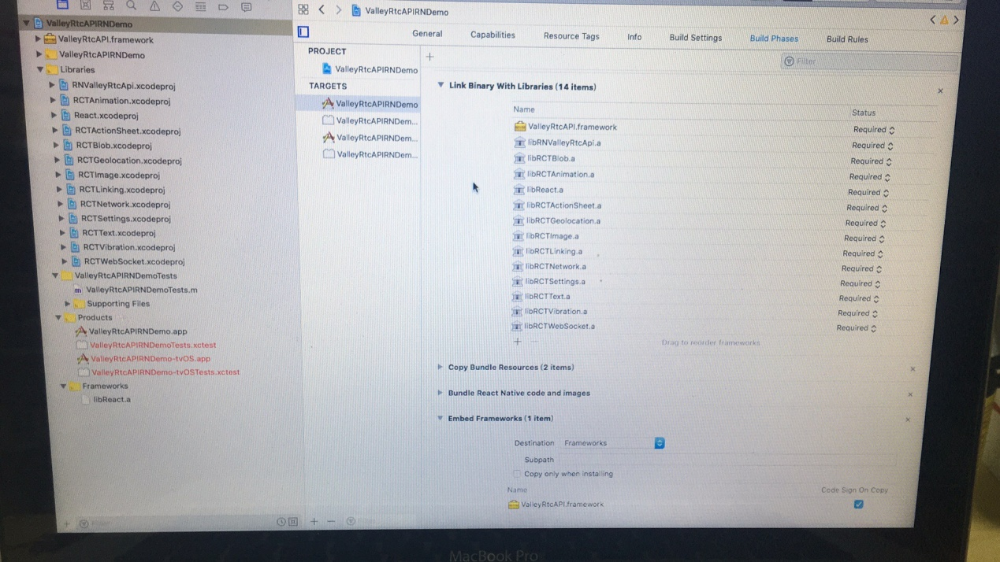 ValleyRtcAPIRNDemo
ValleyRtcAPI.framework
ValleyRtcAPIRNDemo
Libraries
RNValleyRtcApi.xcodeproj
RCTAnimation.xcodeproj
React.xcodeproj
RCTActionSheet.xcodeproj
RCTBlob.xcodeproj
RCTGeolocation.xcodeproj
RCTImage.xcodeproj
RCTLinking.xcodeproj
RCTNetwork.xcodeproj
RCTSettings.xcodeproj
RCTText.xcodeproj
RCTVibration.xcodeproj
RCTWebSocket.xcodeproj
ValleyRtcAPIRNDemoTests
m ValleyRtcAPIRNDemoTests.m
Supporting Files
Products
ValleyRtcAPIRNDemo.app
ValleyRtcAPIRNDemoTests.xctest
ValleyRtcAPIRNDemo-tvOS.app
ValleyRtcAPIRNDemo-tvOSTests.xctest
Frameworks
libReact.a
Filter
ValleyRtcAPIRNDemo
General Capabilities Resource Tags Info Build Settings Build Phases Build Rules
PROJECT
ValleyRtcAPIRNDemo
TARGETS
ValleyRtcAPIRNDemo
ValleyRtcAPIRNDem...
ValleyRtcAPIRNDem...
ValleyRtcAPIRNDem...
Filter
Filter
Link Binary With Libraries (14 items)
Name Status
ValleyRtcAPI.framework Required
libRNValleyRtcApi.a Required
libRCTBlob.a Required
libRCTAnimation.a Required
libReact.a Required
libRCTActionSheet.a Required
libRCTGeolocation.a Required
libRCTImage.a Required
libRCTLinking.a Required
libRCTNetwork.a Required
libRCTSettings.a Required
libRCTText.a Required
libRCTVibration.a Required
libRCTWebSocket.a Required
Drag to reorder frameworks
Copy Bundle Resources (2 items)
Bundle React Native code and images
Embed Frameworks (1 item)
Destination Frameworks
Subpath
Copy only when installing
Name Code Sign On Copy
ValleyRtcAPI.framework
MacBook Pro